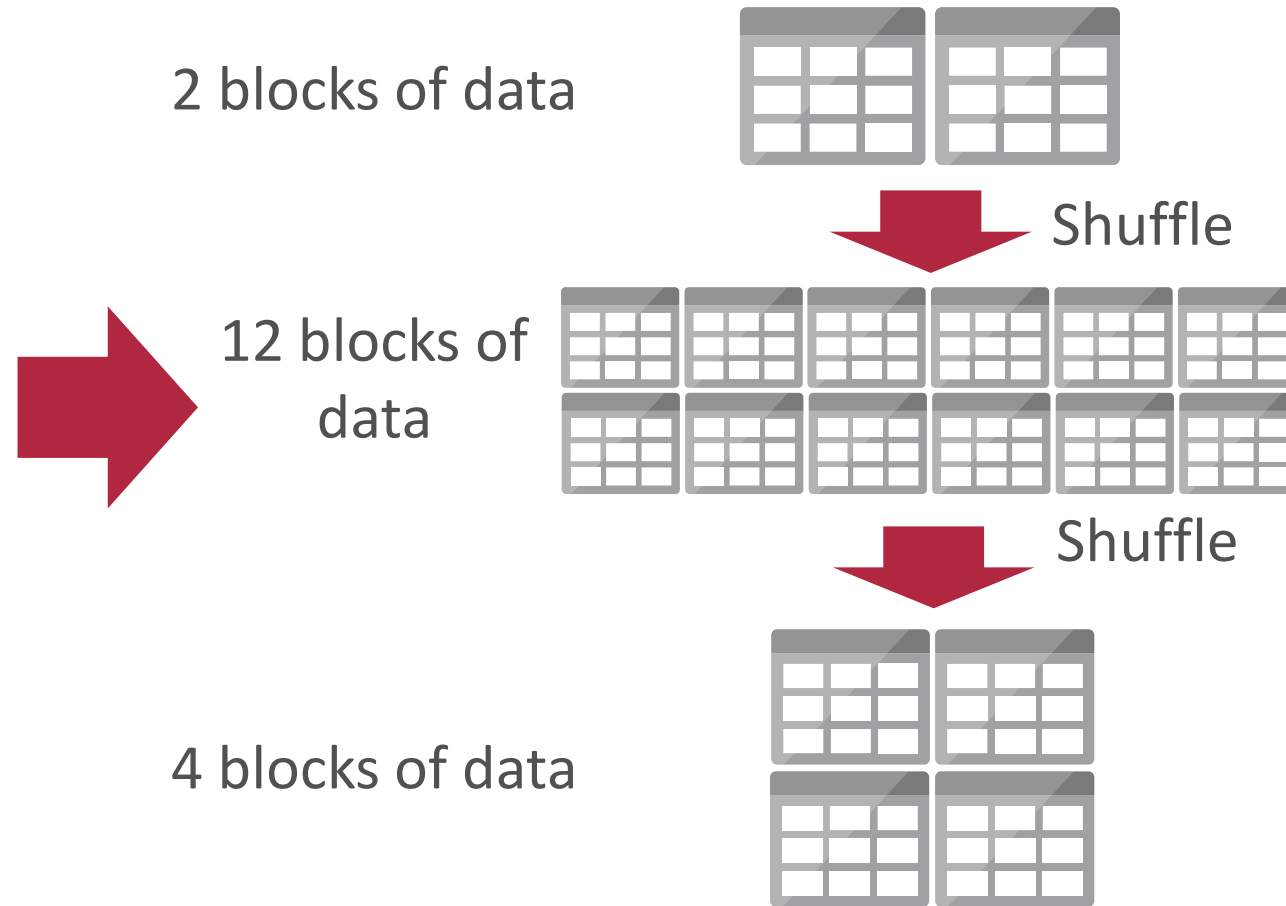 2 blocks of data
Shuffle
12 blocks of
data
Shuffle
4 blocks of data